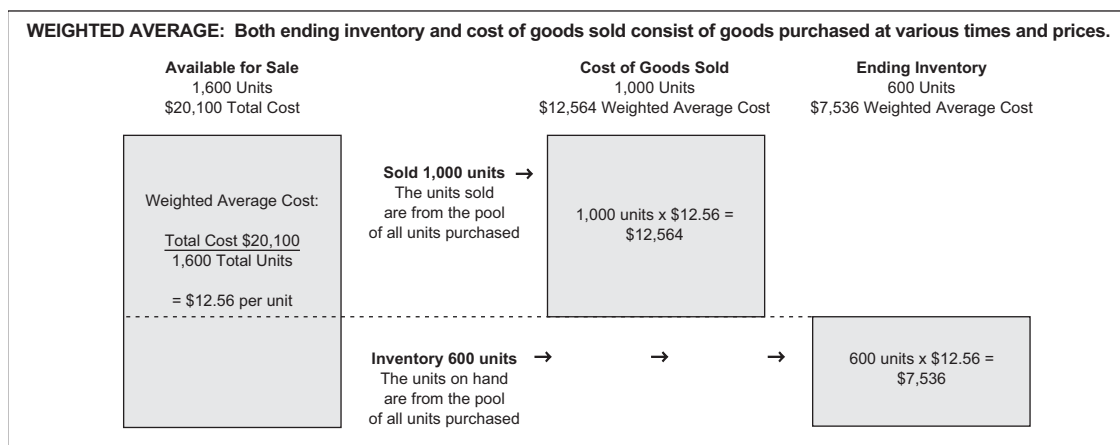 WEIGHTED AVERAGE: Both ending inventory and cost of goods sold consist of goods purchased at various times and prices.
Available for Sale
1,600 Units
$20,100 Total Cost
Cost of Goods Sold
1,000 Units
$12,564 Weighted Average Cost
Ending Inventory
600 Units
$7,536 Weighted Average Cost
Weighted Average Cost:
Total Cost $20,100
1,600 Total Units
= $12.56 per unit
Sold 1,000 units →
The units sold
are from the pool
of all units purchased
1,000 units x $12.56 =
$12,564
Inventory 600 units → → →
The units on hand
are from the pool
of all units purchased
600 units x $12.56 =
$7,536